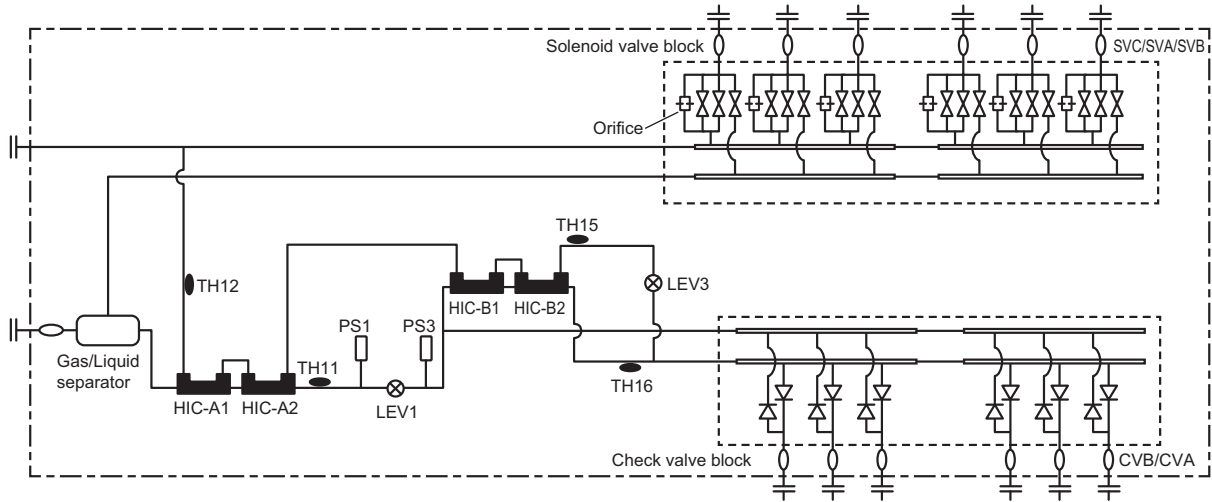 Solenoid valve block
SVC/SVA/SVB
Orifice
TH15
TH12
LEV3
HIC-B1
HIC-B2
PS1
PS3
Gas/Liquid
separator
TH11
TH16
HIC-A1
HIC-A2
LEV1
Check valve block
CVB/CVA